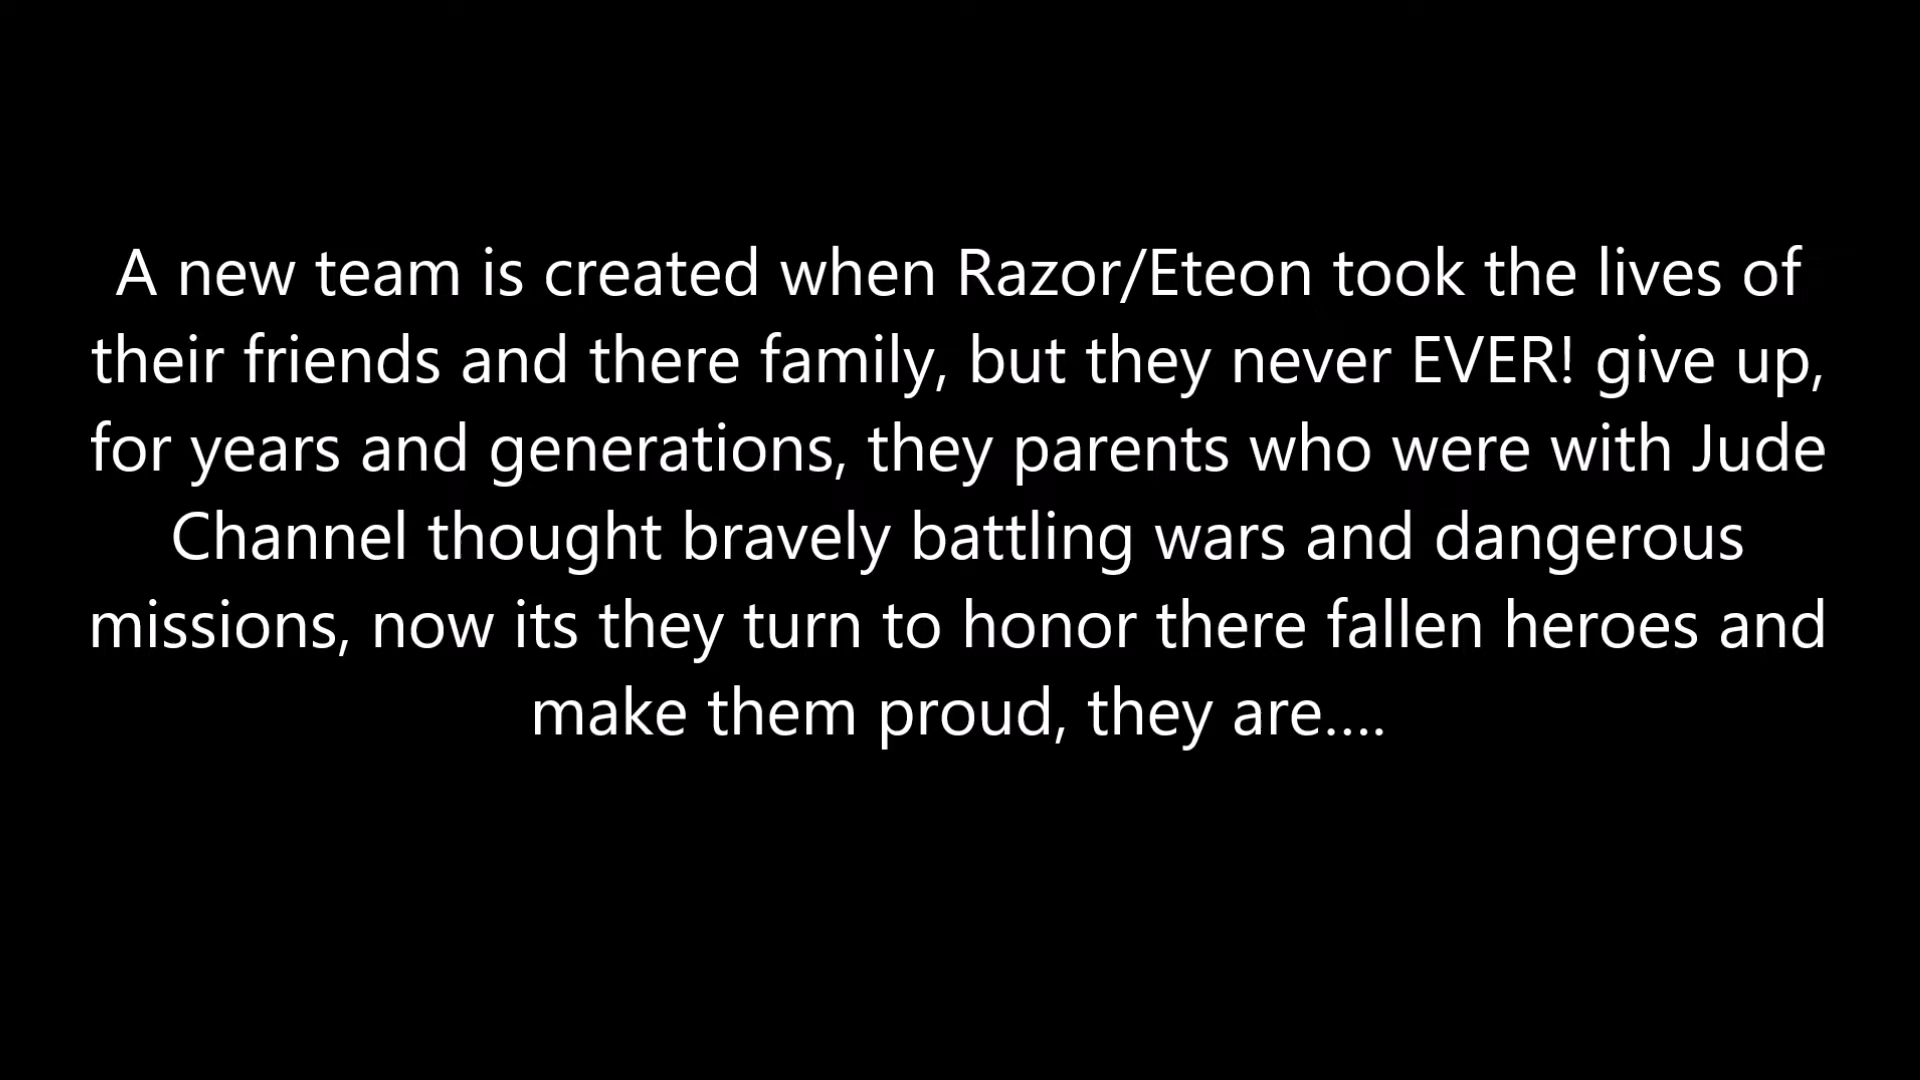 A new team is created when Razor/Eteon took the lives of
their friends and there family, but they never EVER! give up,
for years and generations, they parents who were with Jude
Channel thought bravely battling wars and dangerous
missions, now its they turn to honor there fallen heroes and
make them proud, they are....